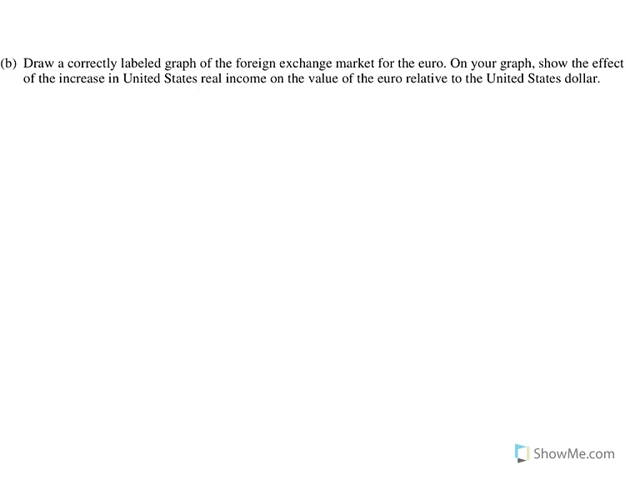 (b) Draw a correctly labeled graph of the foreign exchange market for the euro. On your graph, show the effect
of the increase in United States real income on the value of the euro relative to the United States dollar.
ShowMe.com